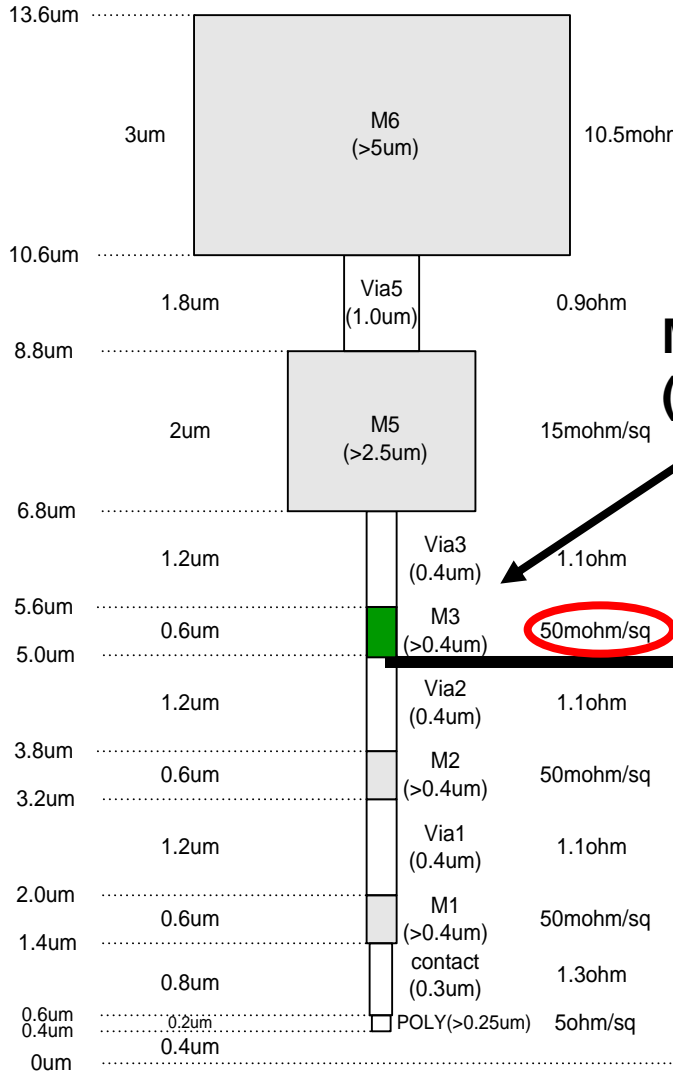 13.6um
M6
(>5um)
3um
10.6um
Via5
(1.0um)
1.8um
0.9ohm
8.8um
M5
(>2.5um)
2um
15mohm/sq
6.8um
Via3
(0.4um)
1.2um
1.1ohm
5.6um
M3
(>0.4um)
0.6um
50mohm/sq
5.0um
Via2
(0.4um)
1.2um
1.1ohm
3.8um
M2
(>0.4um)
0.6um
50mohm/sq
3.2um
Via1
(0.4um)
1.2um
1.1ohm
2.0um
M1
(>0.4um)
0.6um
50mohm/sq
1.4um
contact
(0.3um)
0.8um
1.3ohm
0.6um
0.2um
POLY(>0.25um)
5ohm/sq
0.4um
0.4um
0um